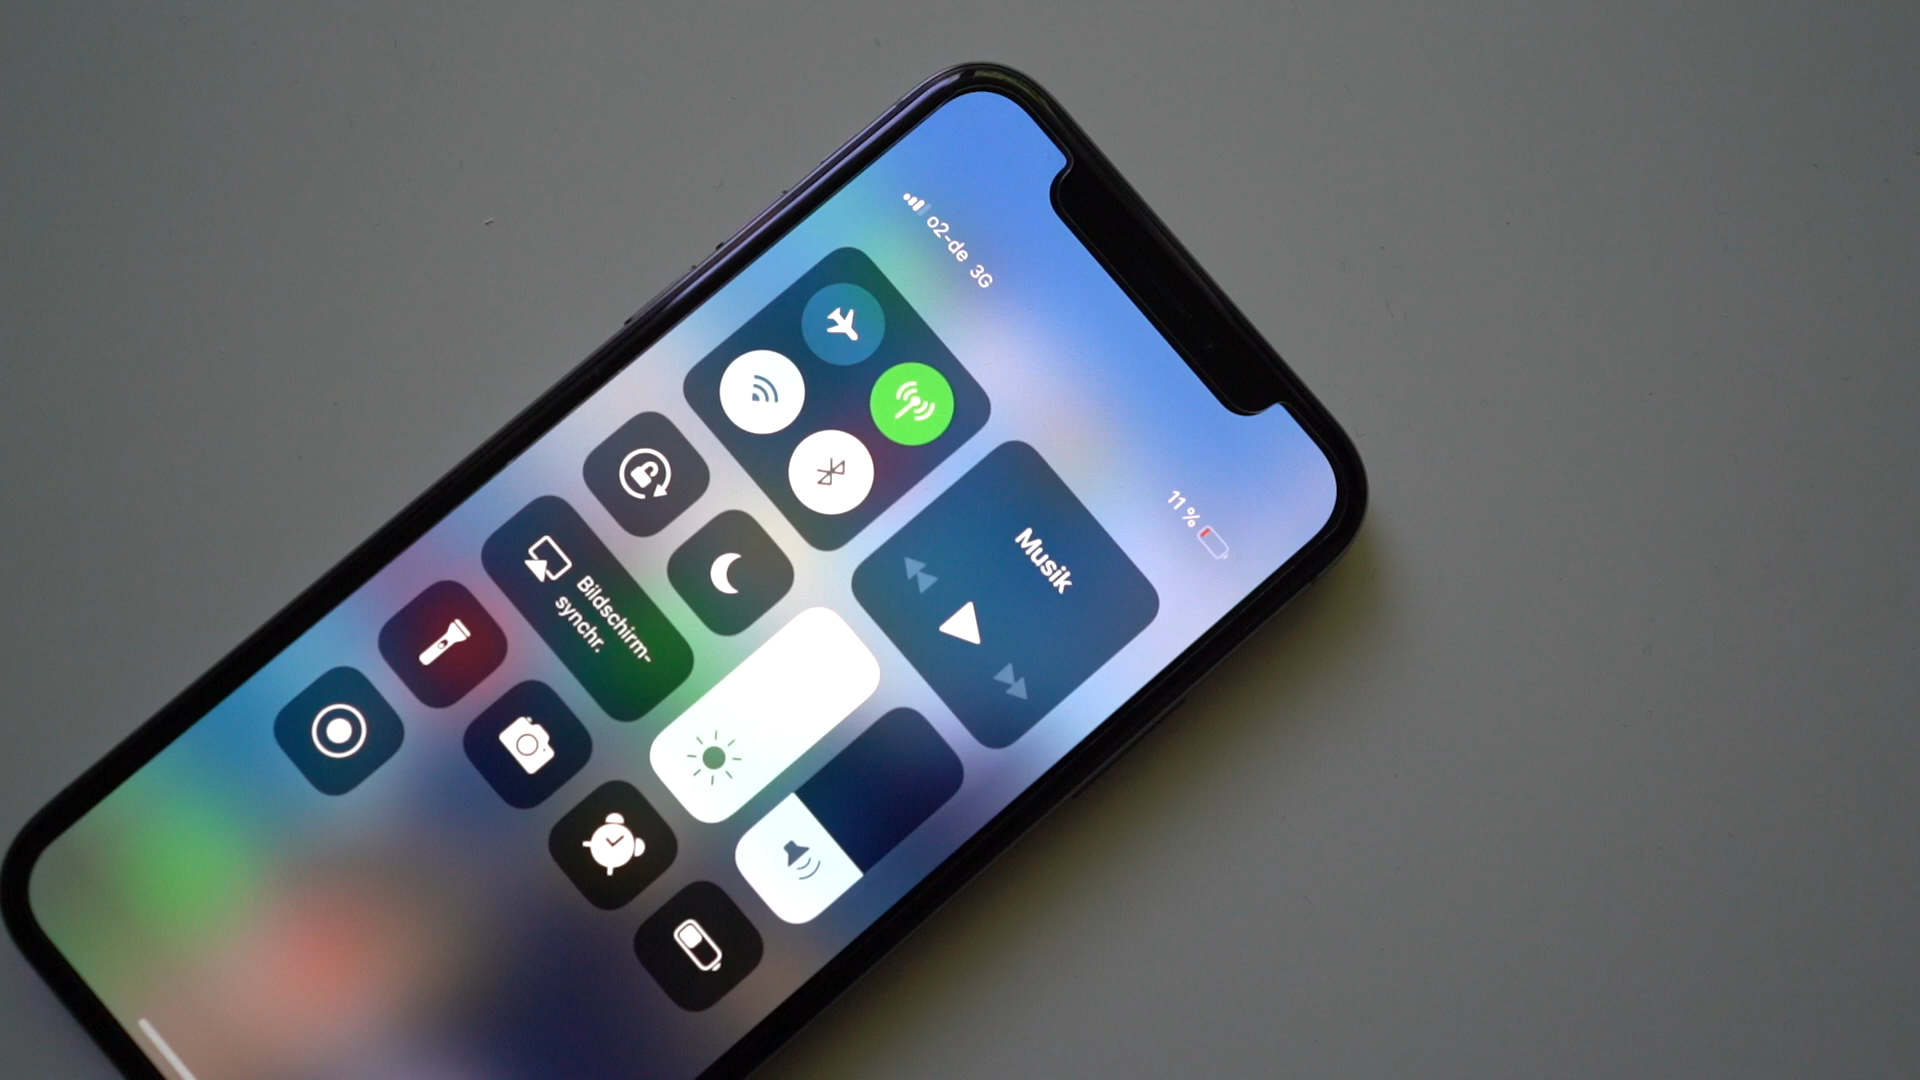 o2-de 3G
11 %
Musik
Bildschirm-
synchr.